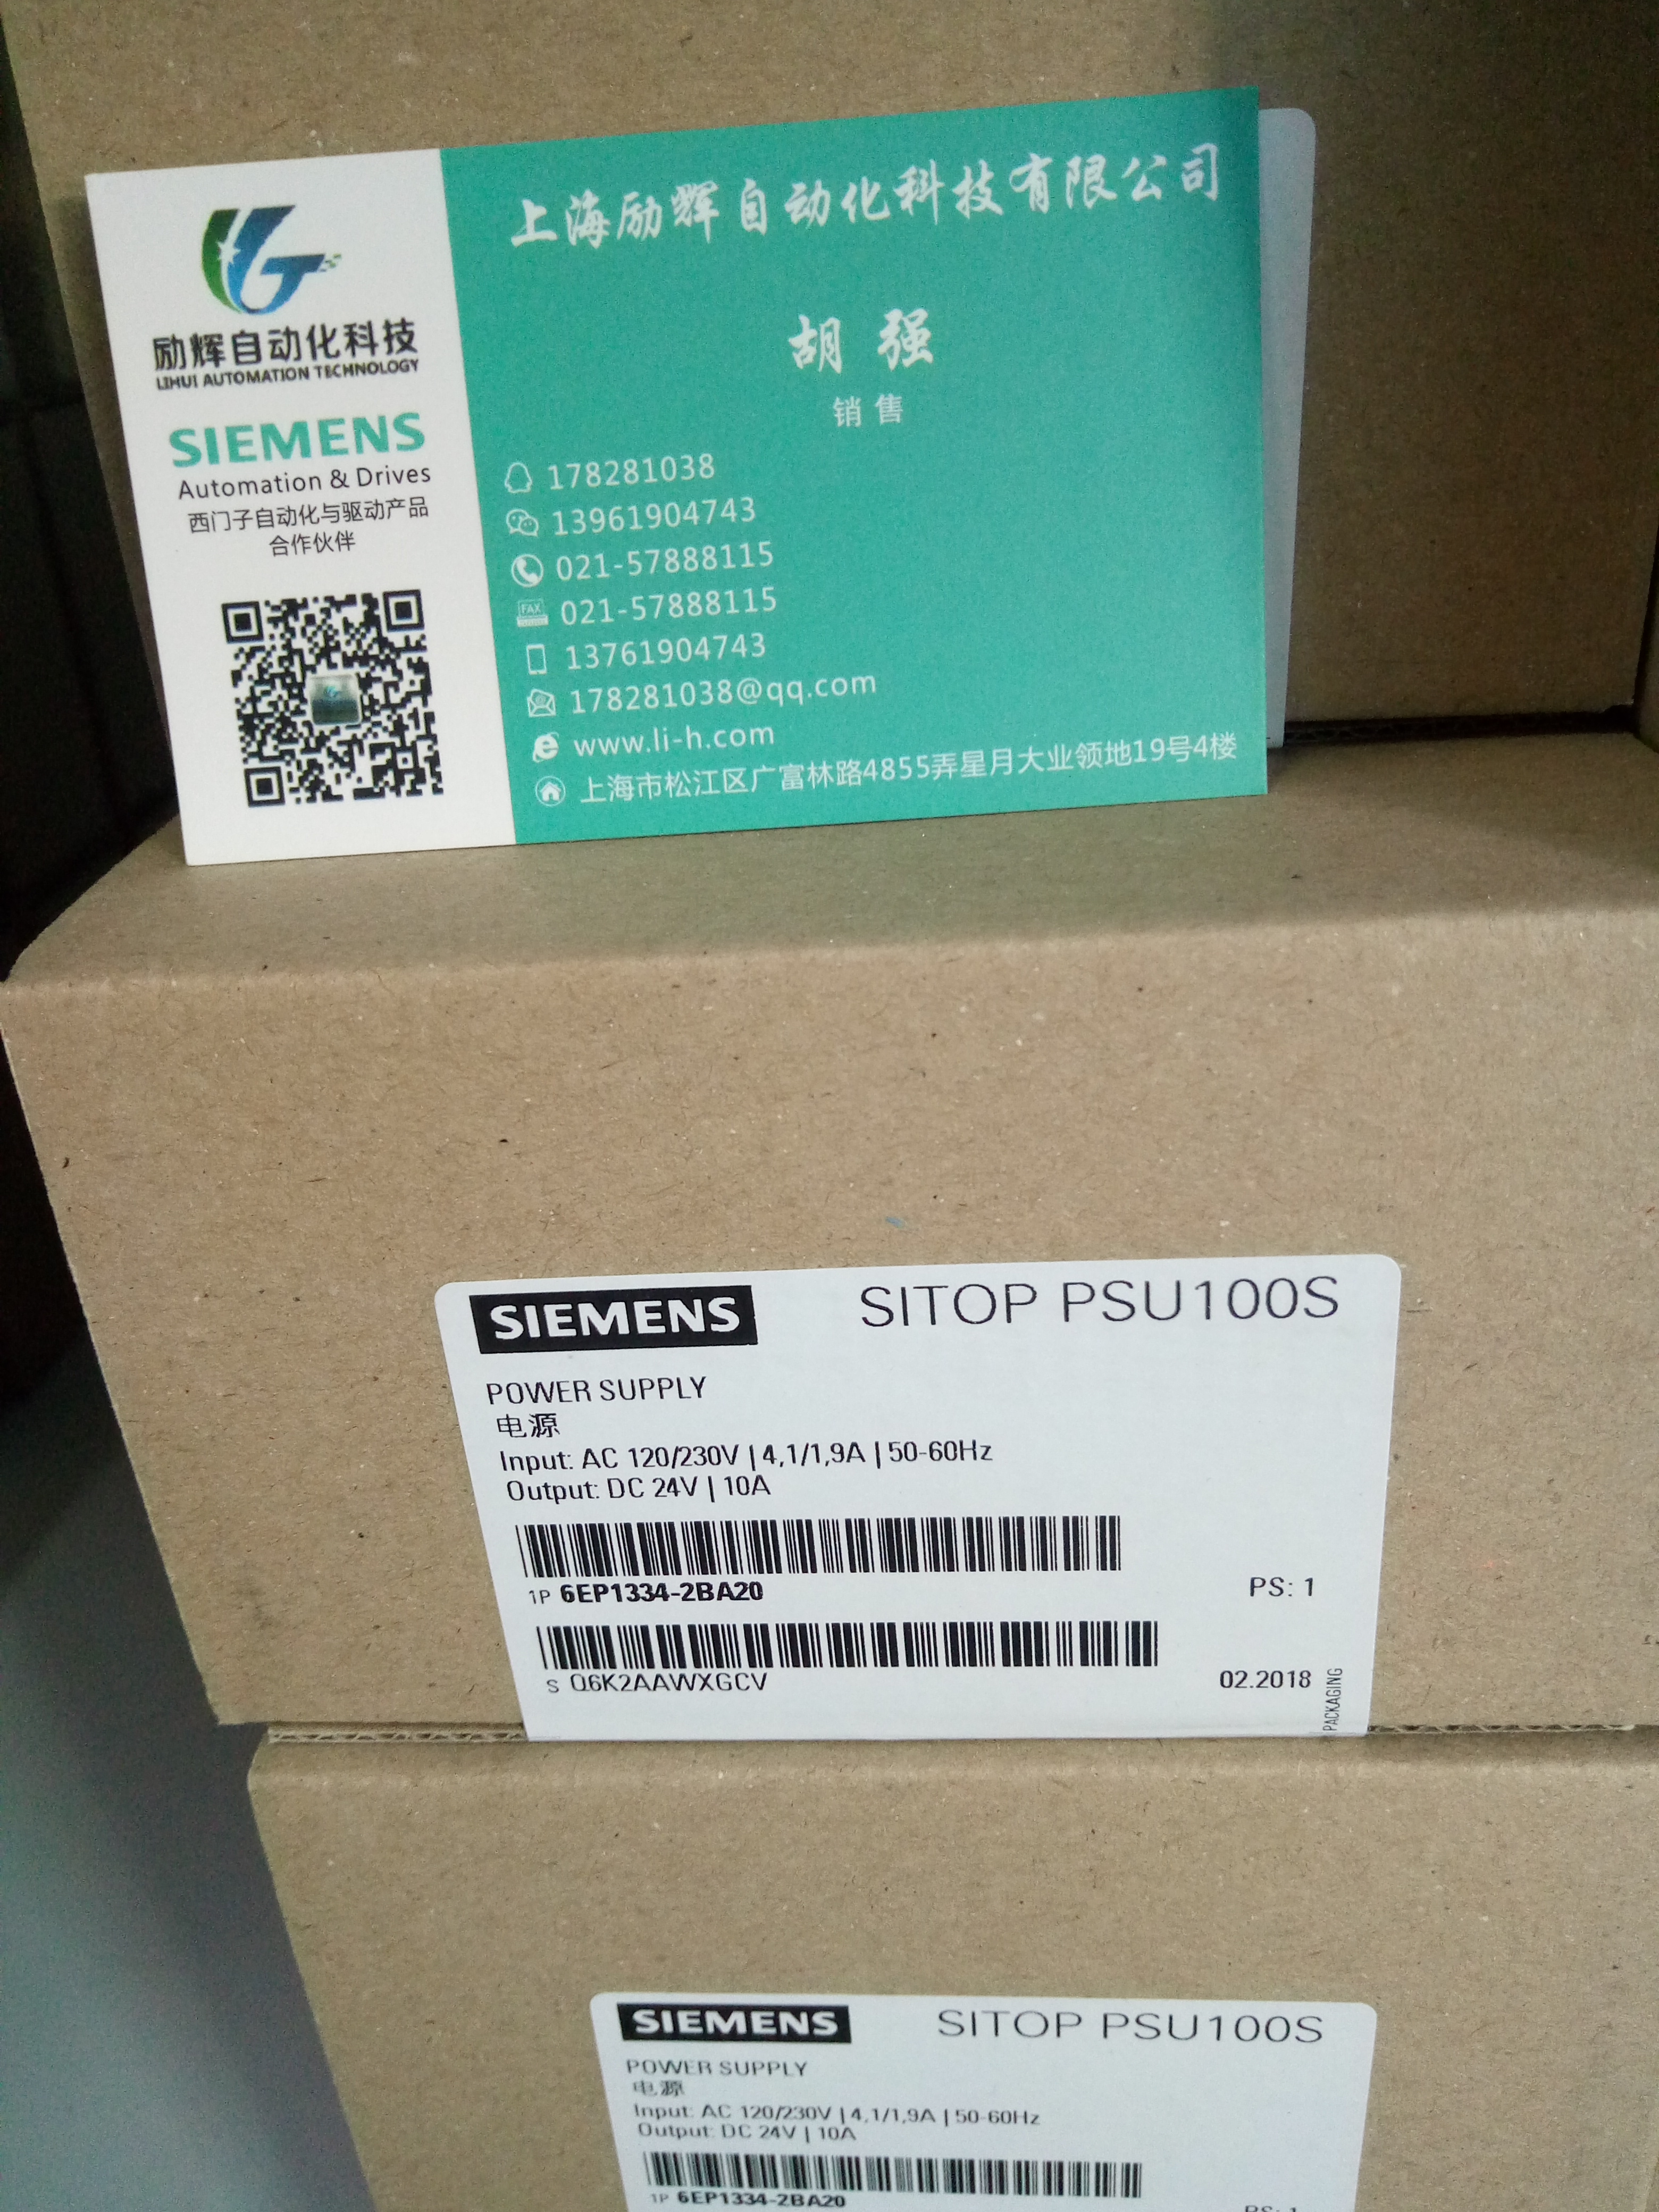 励辉自动化科技
LIHUI AUTOMATION TECHNOLOGY
SIEMENS
Automation & Drives
西门子自动化与驱动产品
合作伙伴
上海励辉自动化科技有限公司
胡强
销售
178281038
13961904743
021-57888115
FAX
021-57888115
13761904743
178281038@qq.com
www.li-h.com
上海市松江区广富林路4855弄星月大业领地19号4楼
SIEMENS
SITOP PSU100S
POWER SUPPLY
电源
Input: AC 120/230V | 4,1/1,9A | 50-60Hz
Output: DC 24V | 10A
1P 6EP1334-2BA20
PS: 1
S Q6K2AAWXGCV
02.2018
PACKAGING
SIEMENS
SITOP PSU100S
POWER SUPPLY
电源
Input: AC 120/230V | 4,1/1,9A | 50-60Hz
Output: DC 24V | 10A
1P 6EP1334-2BA20
PS: 1